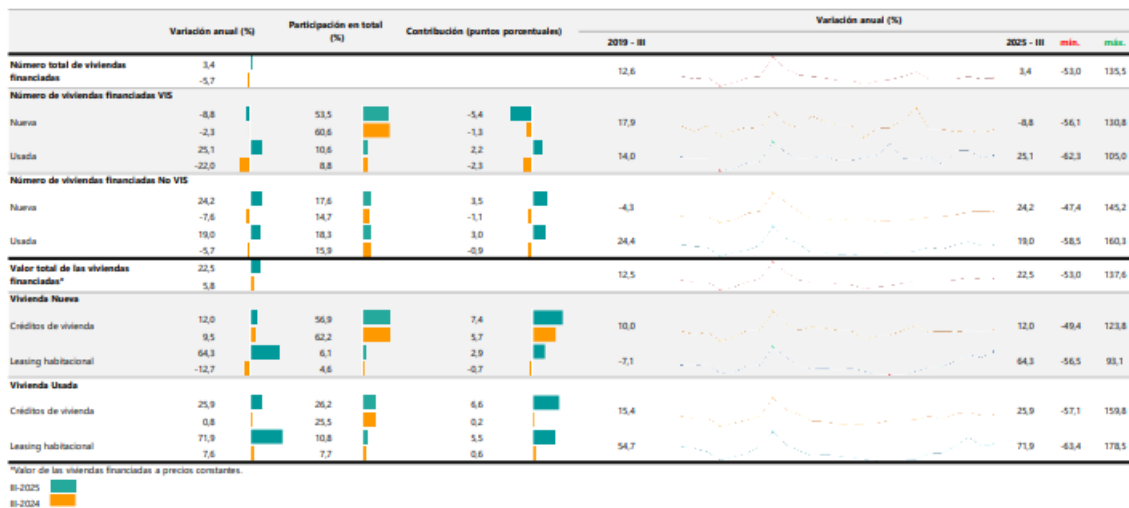 Variación anual (%) Participación en total (%) Contribución (puntos porcentuales) Variación anual (%)
2019 - III 2025 - III mín. máx.
Número total de viviendas financiadas 3,4 12,6 3,4 -53,0 135,5
-5,7
Número de viviendas financiadas VIS
Nueva -8,8 53,5 -5,4 17,9 -8,8 -56,1 130,8
-2,3 60,6 -1,3
Usada 25,1 10,6 2,2 14,0 25,1 -62,3 105,0
-22,0 8,8 -2,3
Número de viviendas financiadas No VIS
Nueva 24,2 17,6 3,5 -4,3 24,2 -47,4 145,2
-7,6 14,7 -1,1
Usada 19,0 18,3 3,0 24,4 19,0 -58,5 160,3
-5,7 15,9 -0,9
Valor total de las viviendas financiadas* 22,5 12,5 22,5 -53,0 137,6
5,8
Vivienda Nueva
Créditos de vivienda 12,0 56,9 7,4 10,0 12,0 -49,4 123,8
9,5 62,2 5,7
Leasing habitacional 64,3 6,1 2,9 -7,1 64,3 -56,5 93,1
-12,7 4,6 -0,7
Vivienda Usada
Créditos de vivienda 25,9 26,2 6,6 15,4 25,9 -57,1 159,8
0,8 25,5 0,2
Leasing habitacional 71,9 10,8 5,5 54,7 71,9 -63,4 178,5
7,6 7,7 0,6
*Valor de las viviendas financiadas a precios constantes.
III-2025
III-2024